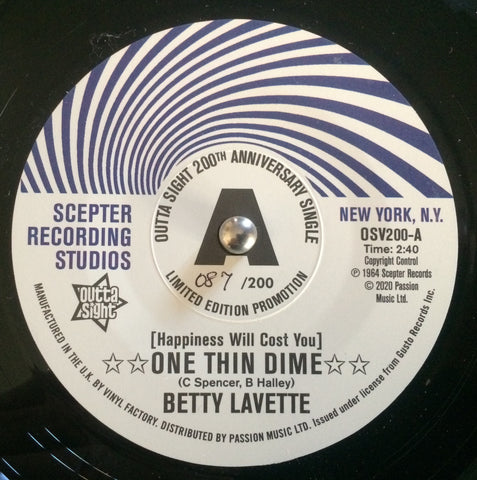 OUTTA SIGHT 200TH ANNIVERSARY SINGLE
A
087/200
LIMITED EDITION PROMOTION
SCEPTER
RECORDING
STUDIOS
NEW YORK, N.Y.
OSV200-A
Time: 2:40
Copyright Control
℗ 1964 Scepter Records
© 2020 Passion
Music Ltd.
outta
sight
[Happiness Will Cost You]
☆☆ONE THIN DIME☆☆
(C Spencer, B Halley)
BETTY LAVETTE
MANUFACTURED IN THE U.K. BY VINYL FACTORY. DISTRIBUTED BY PASSION MUSIC LTD. Issued under license from Gusto Records Inc.